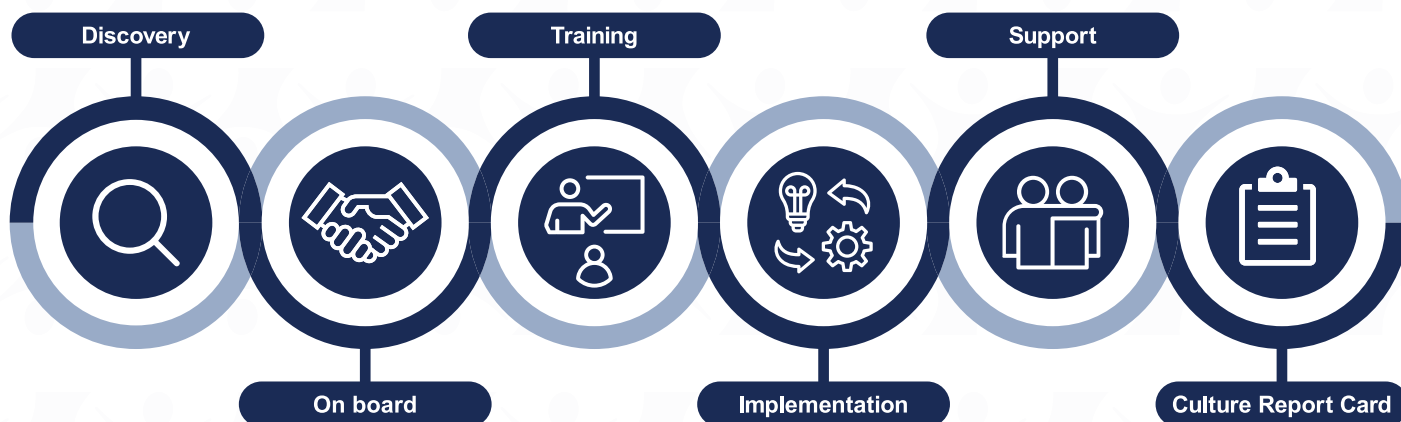 Discovery
Training
Support
On board
Implementation
Culture Report Card